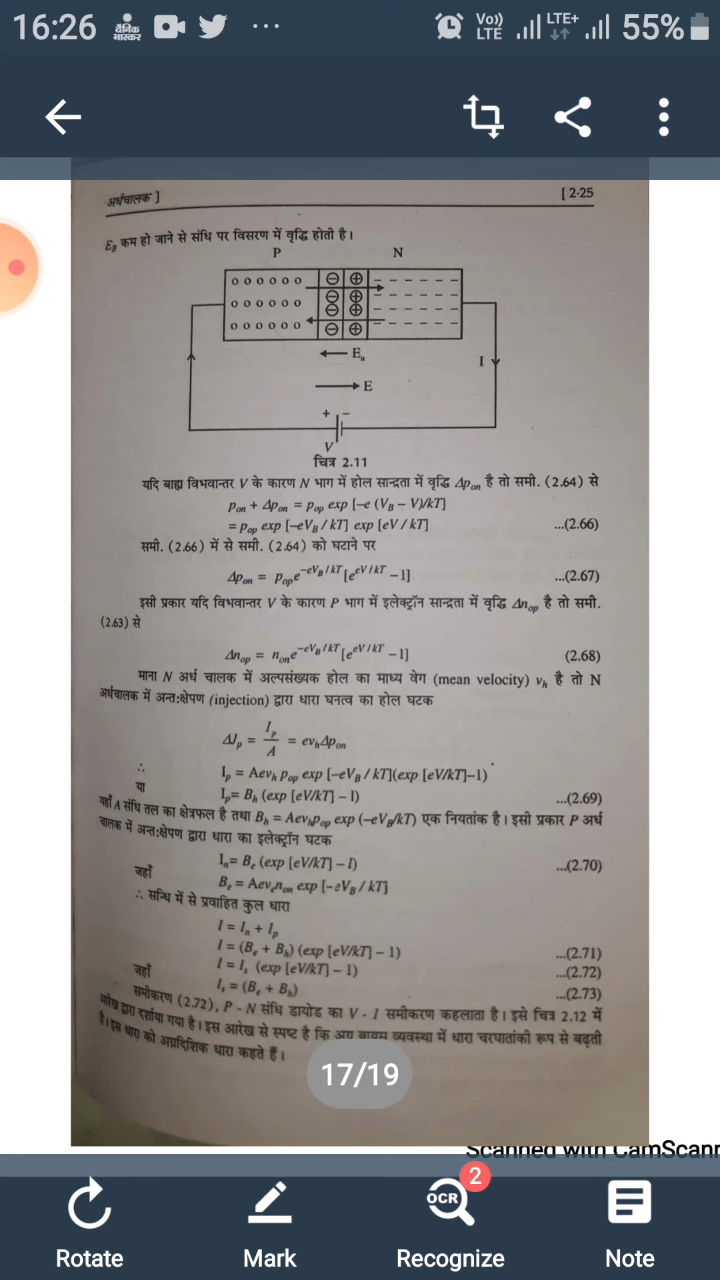 16:26 दैनिक भास्कर ... Vo)) LTE LTE+ 55%
अर्धचालक ] [ 2·25
E_B कम हो जाने से संधि पर विसरण में वृद्धि होती है।
P N
o o o o o o ⊖ ⊕ – – – – – –
o o o o o o ⊖ ⊕ – – – – – –
⊖ ⊕
o o o o o o ⊖ ⊕ – – – – – –
← E_B
I
→ E
+ –
V
चित्र 2.11
यदि बाह्य विभवान्तर V के कारण N भाग में होल सान्द्रता में वृद्धि Δp_on है तो समी. (2.64) से
p_on + Δp_on = p_op exp [–e (V_B – V)/kT]
= p_op exp [–eV_B / kT] exp [eV / kT] ...(2.66)
समी. (2.66) में से समी. (2.64) को घटाने पर
Δp_on = p_op e^–eV_B / kT [e^eV / kT – 1] ...(2.67)
इसी प्रकार यदि विभवान्तर V के कारण P भाग में इलेक्ट्रॉन सान्द्रता में वृद्धि Δn_op है तो समी.
(2.63) से
Δn_op = n_on e^–eV_B / kT [e^eV / kT – 1] (2.68)
माना N अर्ध चालक में अल्पसंख्यक होल का माध्य वेग (mean velocity) v_h है तो N
अर्धचालक में अन्तःक्षेपण (injection) द्वारा धारा घनत्व का होल घटक
ΔJ_p = I_p / A = ev_h Δp_on
∴ I_p = Aev_h p_op exp [–eV_B / kT](exp [eV/kT]–1)
या I_p = B_h (exp [eV/kT] – 1) ...(2.69)
यहाँ A संधि तल का क्षेत्रफल है तथा B_h = Aev_h p_op exp (–eV_B/kT) एक नियतांक है। इसी प्रकार P अर्ध
चालक में अन्तःक्षेपण द्वारा धारा का इलेक्ट्रॉन घटक
I_n = B_e (exp [eV/kT] – 1) ...(2.70)
जहाँ B_e = Aev_e n_on exp [–eV_B / kT]
∴ सन्धि में से प्रवाहित कुल धारा
I = I_n + I_p
I = (B_e + B_h) (exp [eV/kT] – 1) ...(2.71)
I = I_s (exp [eV/kT] – 1) ...(2.72)
जहाँ I_s = (B_e + B_h) ...(2.73)
समीकरण (2.72), P - N संधि डायोड का V - I समीकरण कहलाता है। इसे चित्र 2.12 में
आरेख द्वारा दर्शाया गया है। इस आरेख से स्पष्ट है कि अग्र बायस व्यवस्था में धारा चरघातांकी रूप से बढ़ती
है। इस धारा को अग्रदिशिक धारा कहते हैं।
17/19
Scanned with CamScann
2
OCR
Rotate Mark Recognize Note